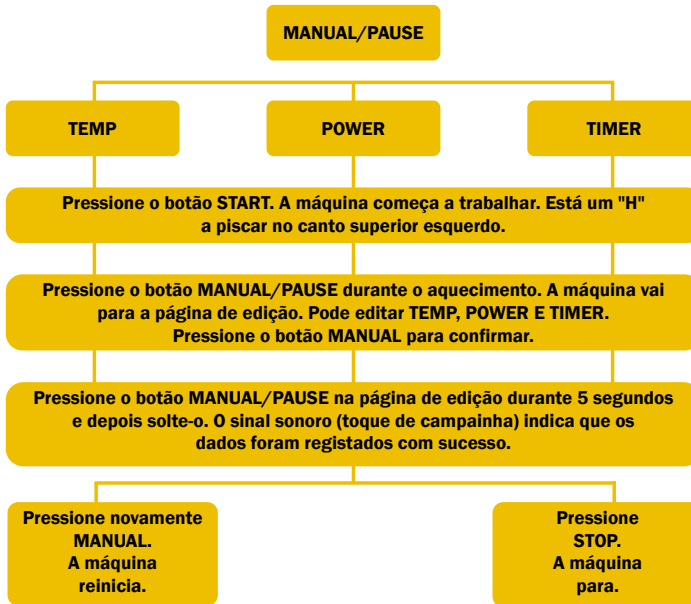 MANUAL/PAUSE
TEMP
POWER
TIMER
Pressione o botão START. A máquina começa a trabalhar. Está um "H"
a piscar no canto superior esquerdo.
Pressione o botão MANUAL/PAUSE durante o aquecimento. A máquina vai
para a página de edição. Pode editar TEMP, POWER E TIMER.
Pressione o botão MANUAL para confirmar.
Pressione o botão MANUAL/PAUSE na página de edição durante 5 segundos
e depois solte-o. O sinal sonoro (toque de campainha) indica que os
dados foram registados com sucesso.
Pressione novamente
MANUAL.
A máquina
reinicia.
Pressione
STOP.
A máquina
para.